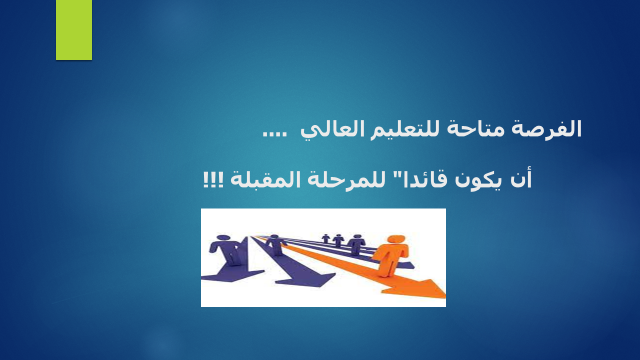 الفرصة متاحة للتعليم العالي ....
أن يكون قائدا" للمرحلة المقبلة !!!